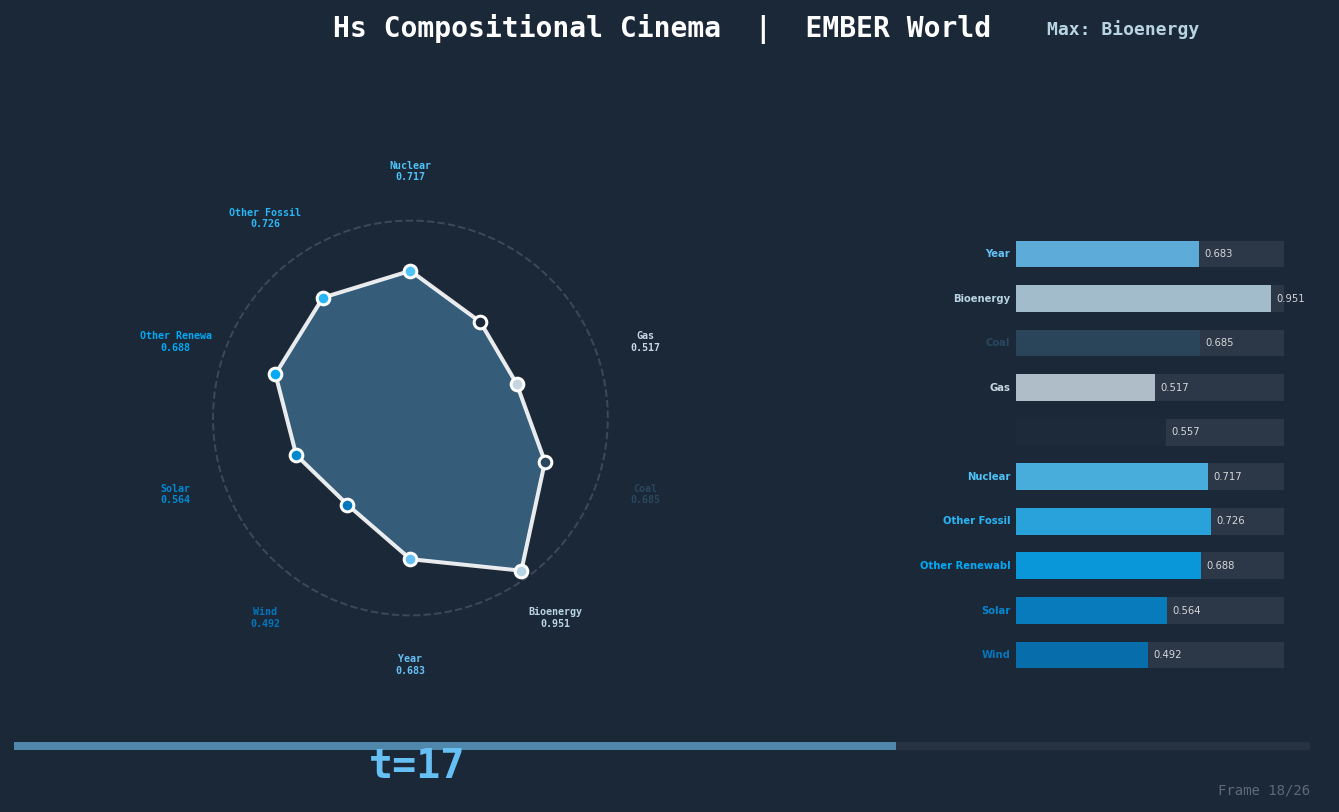 Hs Compositional Cinema | EMBER World
Max: Bioenergy
Nuclear
0.717
Other Fossil
0.726
Other Renewa
0.688
Gas
0.517
Solar
0.564
Coal
0.685
Wind
0.492
Bioenergy
0.951
Year
0.683
Year 0.683
Bioenergy 0.951
Coal 0.685
Gas 0.517
0.557
Nuclear 0.717
Other Fossil 0.726
Other Renewabl 0.688
Solar 0.564
Wind 0.492
t=17
Frame 18/26